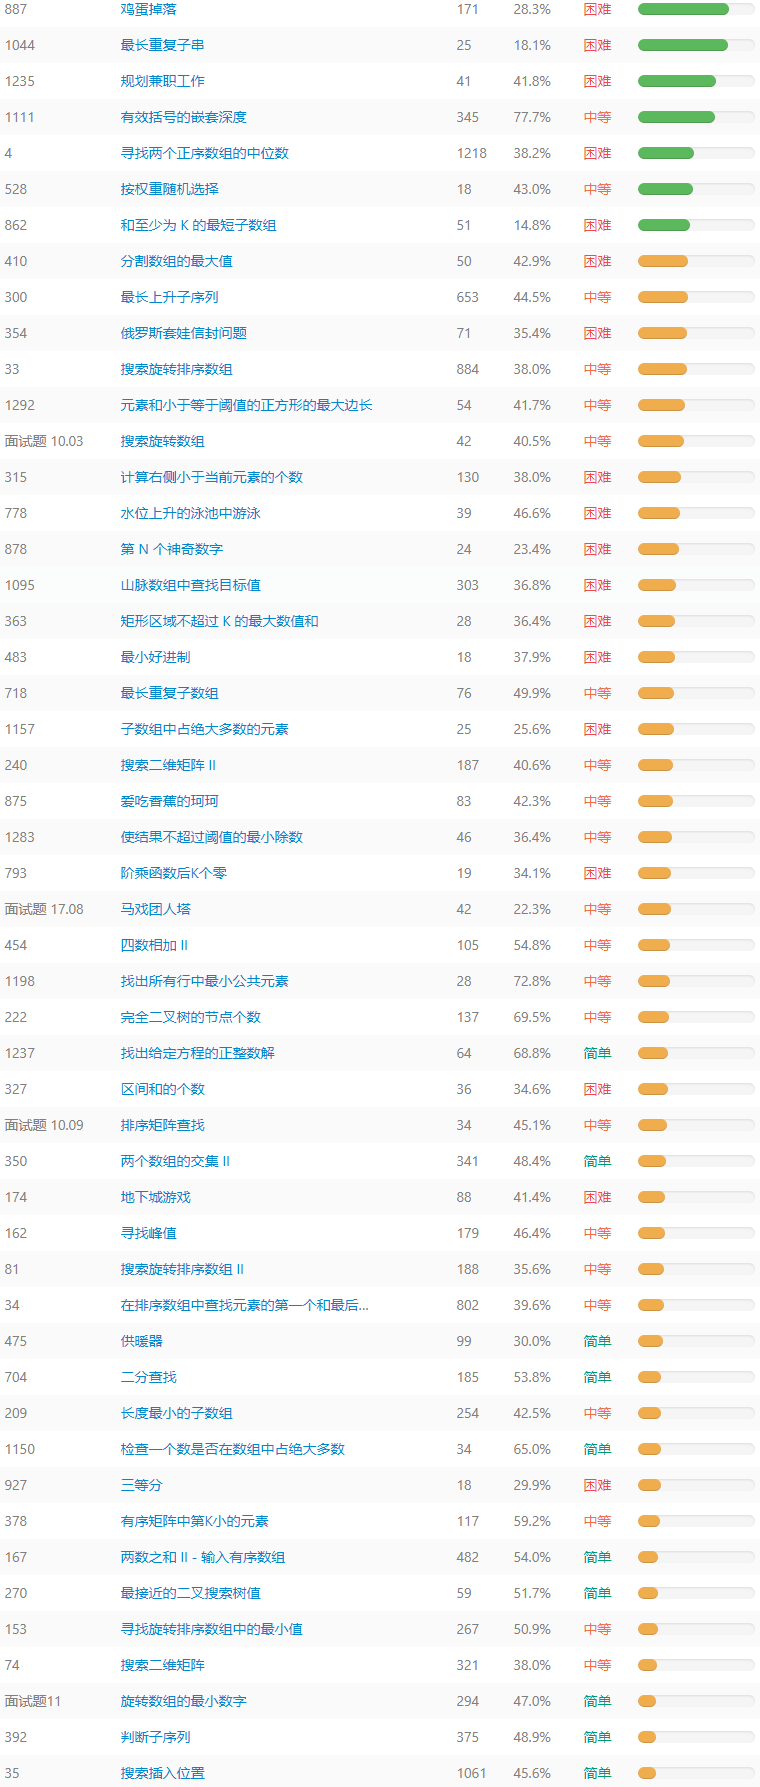 887 鸡蛋掉落 171 28.3% 困难
1044 最长重复子串 25 18.1% 困难
1235 规划兼职工作 41 41.8% 困难
1111 有效括号的嵌套深度 345 77.7% 中等
4 寻找两个正序数组的中位数 1218 38.2% 困难
528 按权重随机选择 18 43.0% 中等
862 和至少为 K 的最短子数组 51 14.8% 困难
410 分割数组的最大值 50 42.9% 困难
300 最长上升子序列 653 44.5% 中等
354 俄罗斯套娃信封问题 71 35.4% 困难
33 搜索旋转排序数组 884 38.0% 中等
1292 元素和小于等于阈值的正方形的最大边长 54 41.7% 中等
面试题 10.03 搜索旋转数组 42 40.5% 中等
315 计算右侧小于当前元素的个数 130 38.0% 困难
778 水位上升的泳池中游泳 39 46.6% 困难
878 第 N 个神奇数字 24 23.4% 困难
1095 山脉数组中查找目标值 303 36.8% 困难
363 矩形区域不超过 K 的最大数值和 28 36.4% 困难
483 最小好进制 18 37.9% 困难
718 最长重复子数组 76 49.9% 中等
1157 子数组中占绝大多数的元素 25 25.6% 困难
240 搜索二维矩阵 II 187 40.6% 中等
875 爱吃香蕉的珂珂 83 42.3% 中等
1283 使结果不超过阈值的最小除数 46 36.4% 中等
793 阶乘函数后K个零 19 34.1% 困难
面试题 17.08 马戏团人塔 42 22.3% 中等
454 四数相加 II 105 54.8% 中等
1198 找出所有行中最小公共元素 28 72.8% 中等
222 完全二叉树的节点个数 137 69.5% 中等
1237 找出给定方程的正整数解 64 68.8% 简单
327 区间和的个数 36 34.6% 困难
面试题 10.09 排序矩阵查找 34 45.1% 中等
350 两个数组的交集 II 341 48.4% 简单
174 地下城游戏 88 41.4% 困难
162 寻找峰值 179 46.4% 中等
81 搜索旋转排序数组 II 188 35.6% 中等
34 在排序数组中查找元素的第一个和最后... 802 39.6% 中等
475 供暖器 99 30.0% 简单
704 二分查找 185 53.8% 简单
209 长度最小的子数组 254 42.5% 中等
1150 检查一个数是否在数组中占绝大多数 34 65.0% 简单
927 三等分 18 29.9% 困难
378 有序矩阵中第K小的元素 117 59.2% 中等
167 两数之和 II - 输入有序数组 482 54.0% 简单
270 最接近的二叉搜索树值 59 51.7% 简单
153 寻找旋转排序数组中的最小值 267 50.9% 中等
74 搜索二维矩阵 321 38.0% 中等
面试题11 旋转数组的最小数字 294 47.0% 简单
392 判断子序列 375 48.9% 简单
35 搜索插入位置 1061 45.6% 简单